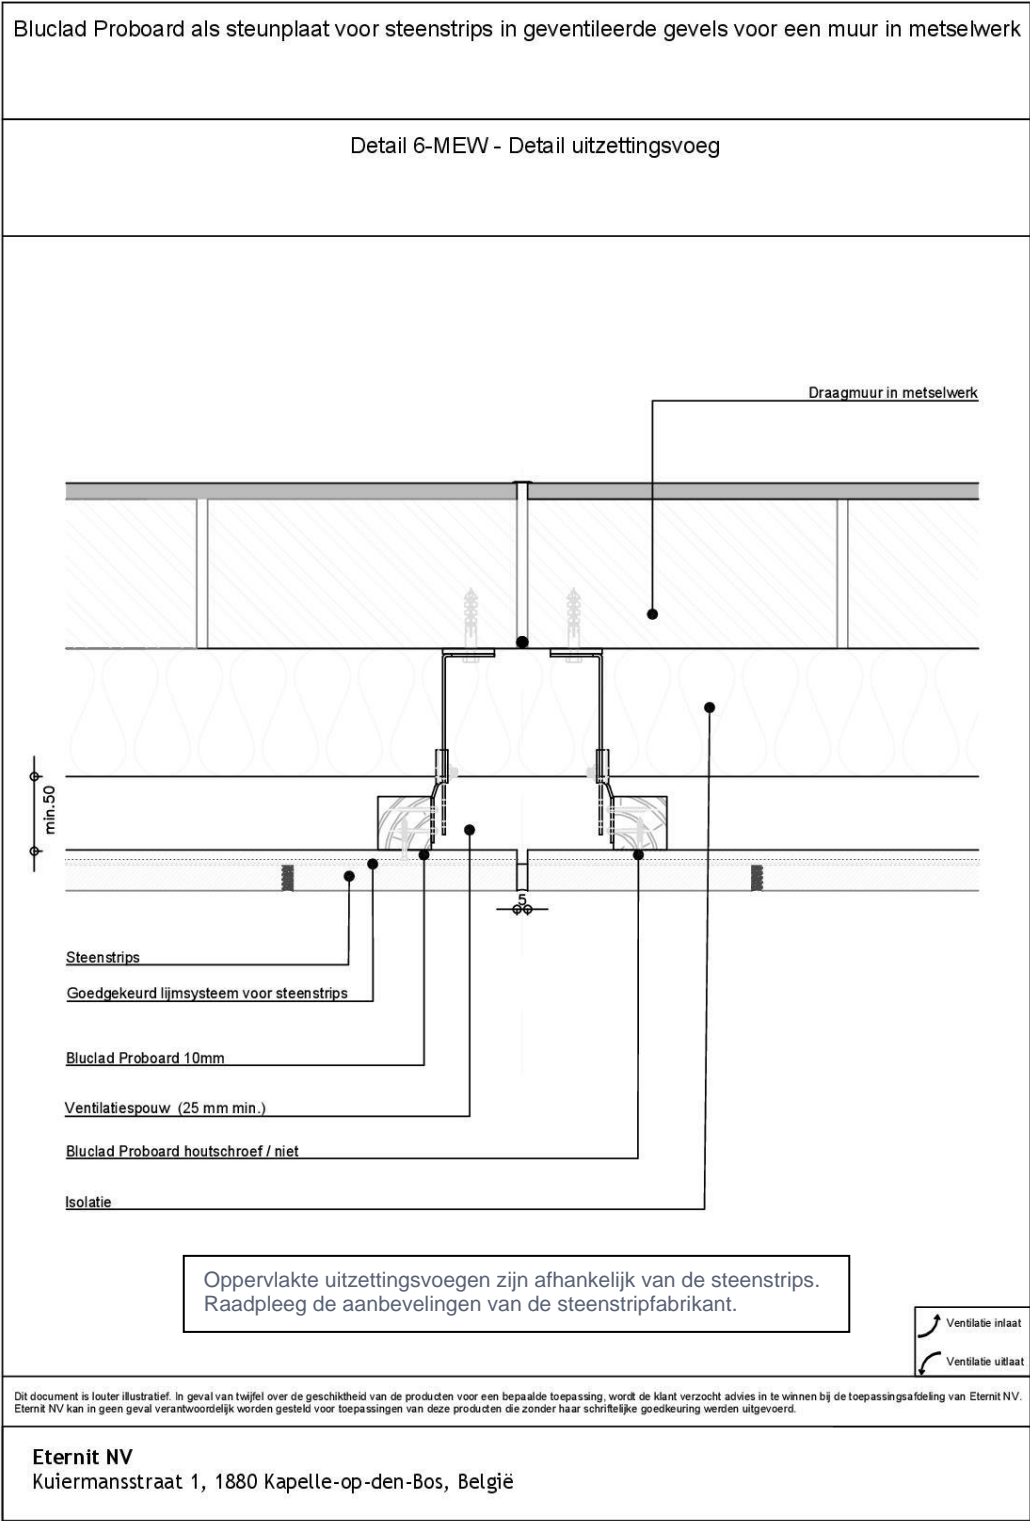 Bluclad Proboard als steunplaat voor steenstrips in geventileerde gevels voor een muur in metselwerk
Detail 6-MEW - Detail uitzettingsvoeg
Draagmuur in metselwerk
min.50
5
Steenstrips
Goedgekeurd lijmsysteem voor steenstrips
Bluclad Proboard 10mm
Ventilatiespouw (25 mm min.)
Bluclad Proboard houtschroef / niet
Isolatie
Oppervlakte uitzettingsvoegen zijn afhankelijk van de steenstrips.
Raadpleeg de aanbevelingen van de steenstripfabrikant.
Ventilatie inlaat
Ventilatie uitlaat
Dit document is louter illustratief. In geval van twijfel over de geschiktheid van de producten voor een bepaalde toepassing, wordt de klant verzocht advies in te winnen bij de toepassingsafdeling van Eternit NV.
Eternit NV kan in geen geval verantwoordelijk worden gesteld voor toepassingen van deze producten die zonder haar schriftelijke goedkeuring werden uitgevoerd.
Eternit NV
Kuiermansstraat 1, 1880 Kapelle-op-den-Bos, België